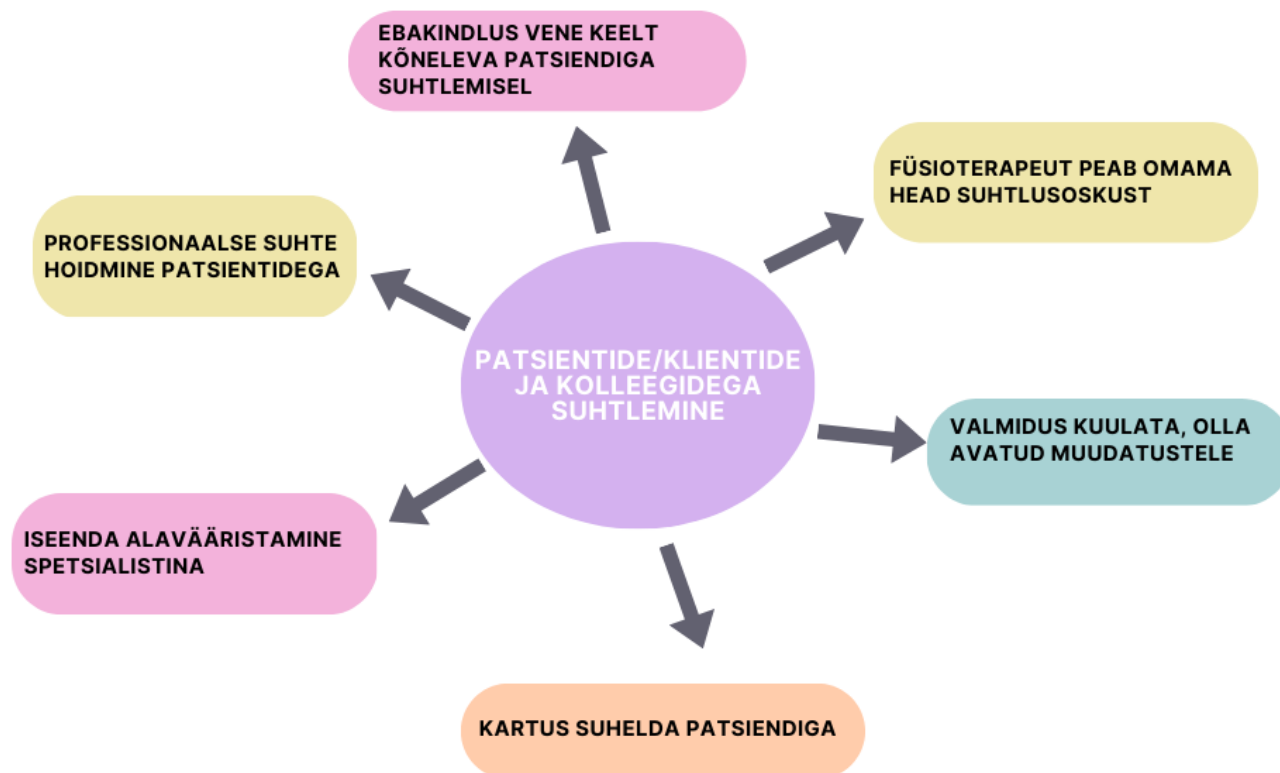 EBAKINDLUS VENE KEELT
KÕNELEVA PATSIENDIGA
SUHTLEMISEL
FÜSIOTERAPEUT PEAB OMAMA
HEAD SUHTLUSOSKUST
PROFESSIONAALSE SUHTE
HOIDMINE PATSIENTIDEGA
PATSIENTIDE/KLIENTIDE
JA KOLLEEGIDEGA
SUHTLEMINE
VALMIDUS KUULATA, OLLA
AVATUD MUUDATUSTELE
ISEENDA ALAVÄÄRISTAMINE
SPETSIALISTINA
KARTUS SUHELDA PATSIENDIGA